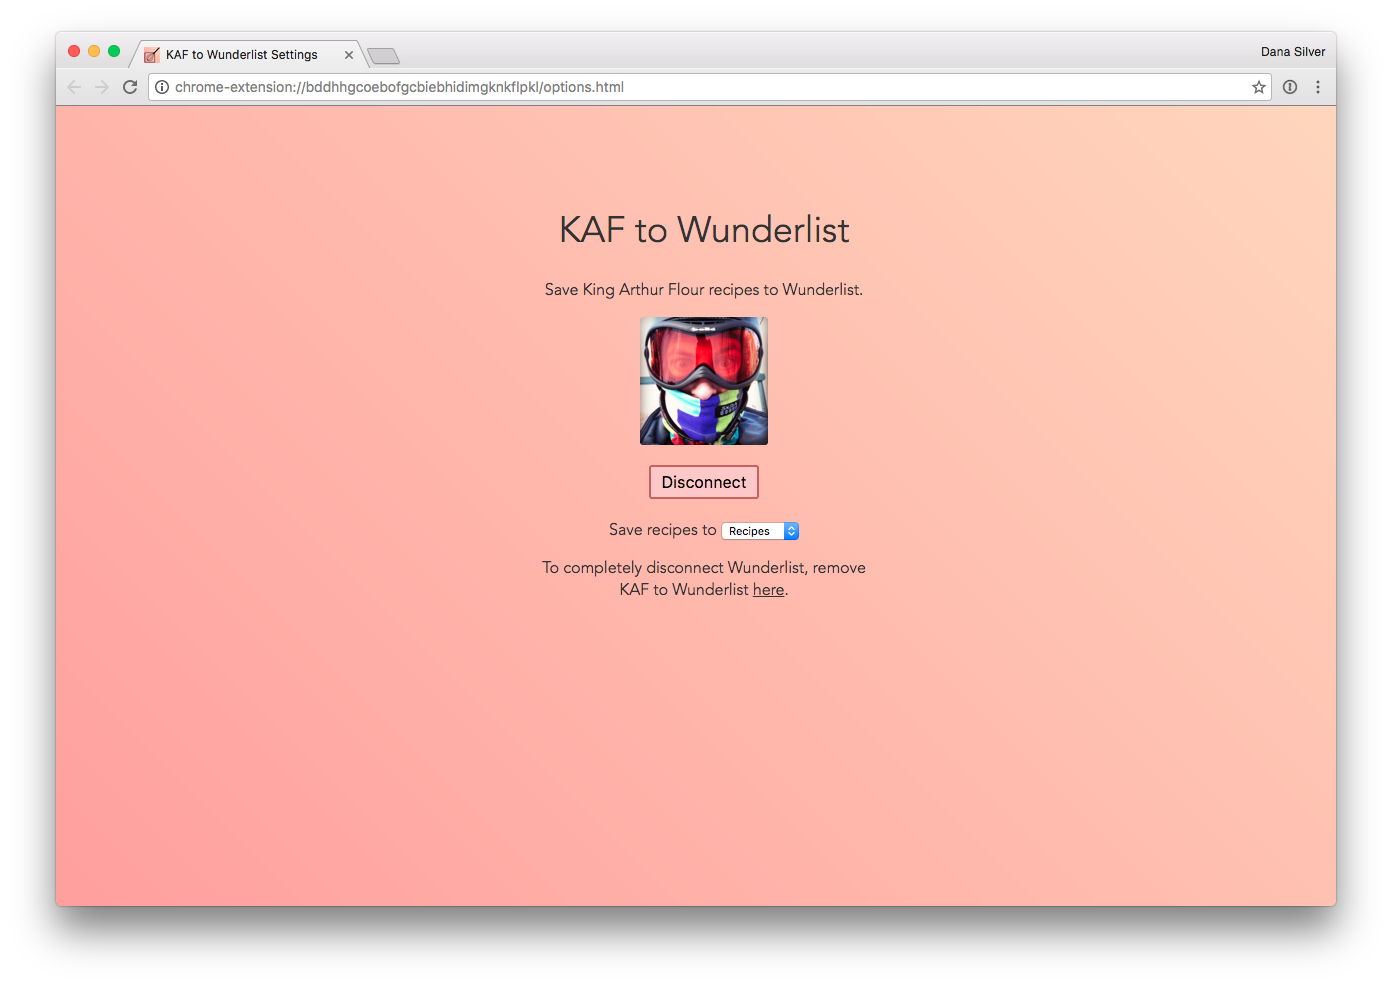 KAF to Wunderlist Settings
Dana Silver
chrome-extension://bddhhgcoebofgcbiebhidimgknkflpkl/options.html
KAF to Wunderlist
Save King Arthur Flour recipes to Wunderlist.
Disconnect
Save recipes to Recipes
To completely disconnect Wunderlist, remove
KAF to Wunderlist here.